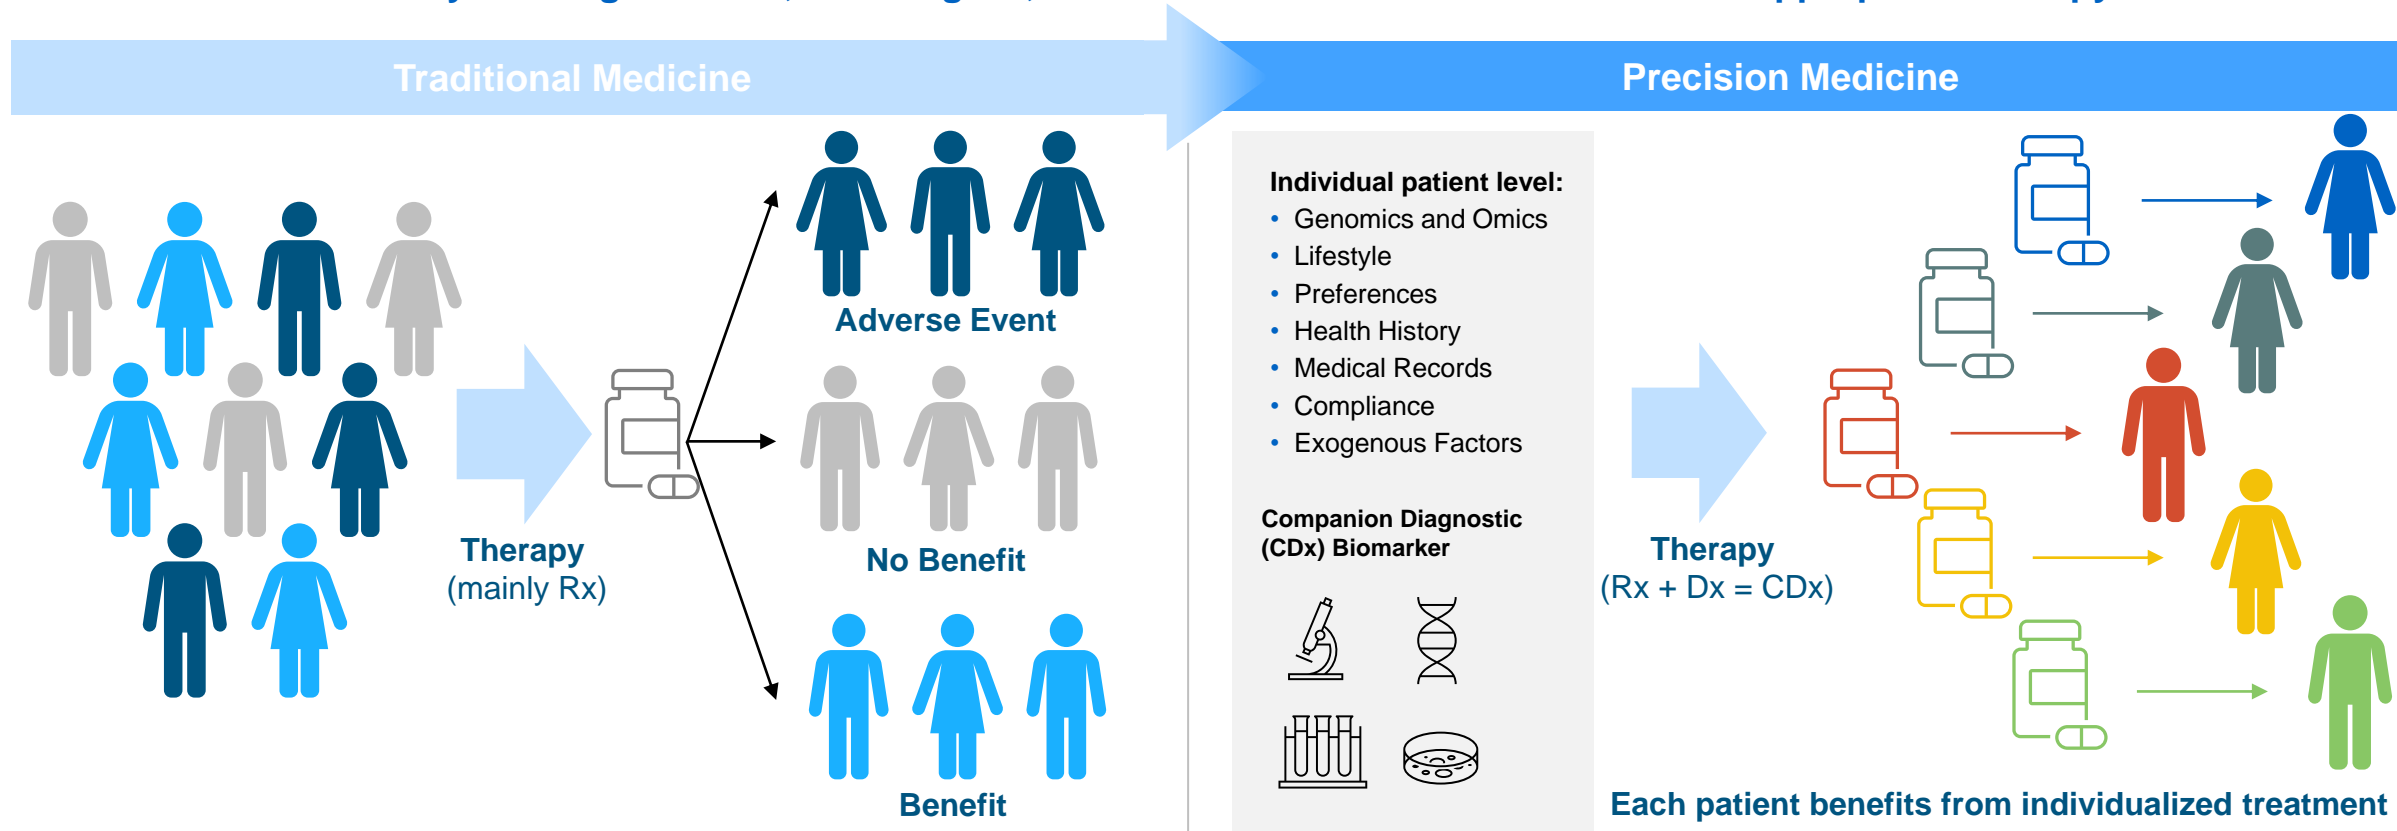 Traditional Medicine
Precision Medicine
Adverse Event
Therapy
(mainly Rx)
No Benefit
Benefit
Individual patient level:
• Genomics and Omics
• Lifestyle
• Preferences
• Health History
• Medical Records
• Compliance
• Exogenous Factors
Companion Diagnostic
(CDx) Biomarker
Therapy
(Rx + Dx = CDx)
Each patient benefits from individualized treatment